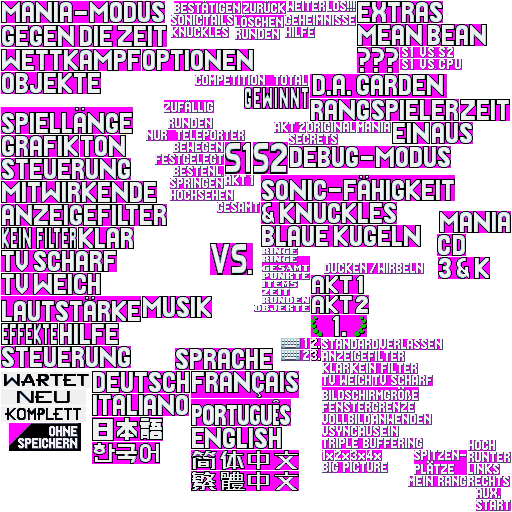 MANIA-MODUS
BESTÄTIGEN ZURÜCK WEITER LOS!!!
EXTRAS
SONIC TAILS LÖSCHEN GEHEIMNISSE
GEGEN DIE ZEIT
KNUCKLES RUNDEN HILFE
MEAN BEAN
WETTKAMPFOPTIONEN
??? S1 VS S2
S1 VS CPU
OBJEKTE
COMPETITION TOTAL
D.A. GARDEN
GEWINNT
ZUFÄLLIG
RANGSPIELERZEIT
SPIELLÄNGE
RUNDEN
AKT 2 ORIGINAL MANIA
EIN AUS
NUR TELEPORTER
SECRETS
GRAFIK TON
BEWEGEN
S1 S2 DEBUG-MODUS
FESTGELEGT
STEUERUNG
BESTENL
SPRINGEN AKT 1
MITWIRKENDE
HOCHSEHEN
SONIC-FÄHIGKEIT
ANZEIGEFILTER
GESAMT
& KNUCKLES
MANIA
KEIN FILTER KLAR
BLAUE KUGELN
CD
TV SCHARF
VS.
RINGE
RINGE
GESAMT
DUCKEN/WIRBELN
3 & K
PUNKTE
TV WEICH
ITEMS
AKT 1
ZEIT
LAUTSTÄRKE MUSIK
RUNDEN
OBJEKTE
AKT 2
EFFEKTE HILFE
1.
STEUERUNG
SPRACHE
1 2. STANDARD VERLASSEN
2 3. ANZEIGEFILTER
KLAR KEIN FILTER
WARTET
DEUTSCH FRANÇAIS
TV WEICH TV SCHARF
NEU
ITALIANO
BILDSCHIRMGRÖßE
KOMPLETT
PORTUGUÊS
FENSTERGRENZE
VOLLBILD ANWENDEN
OHNE
SPEICHERN
日本語
ENGLISH
VSYNC AUS EIN
한국어
简体中文
TRIPLE BUFFERING
HOCH
1× 2× 3× 4×
SPITZEN-
PLÄTZE
RUNTER
繁體中文
BIG PICTURE
LINKS
MEIN RANG RECHTS
AUX.
START